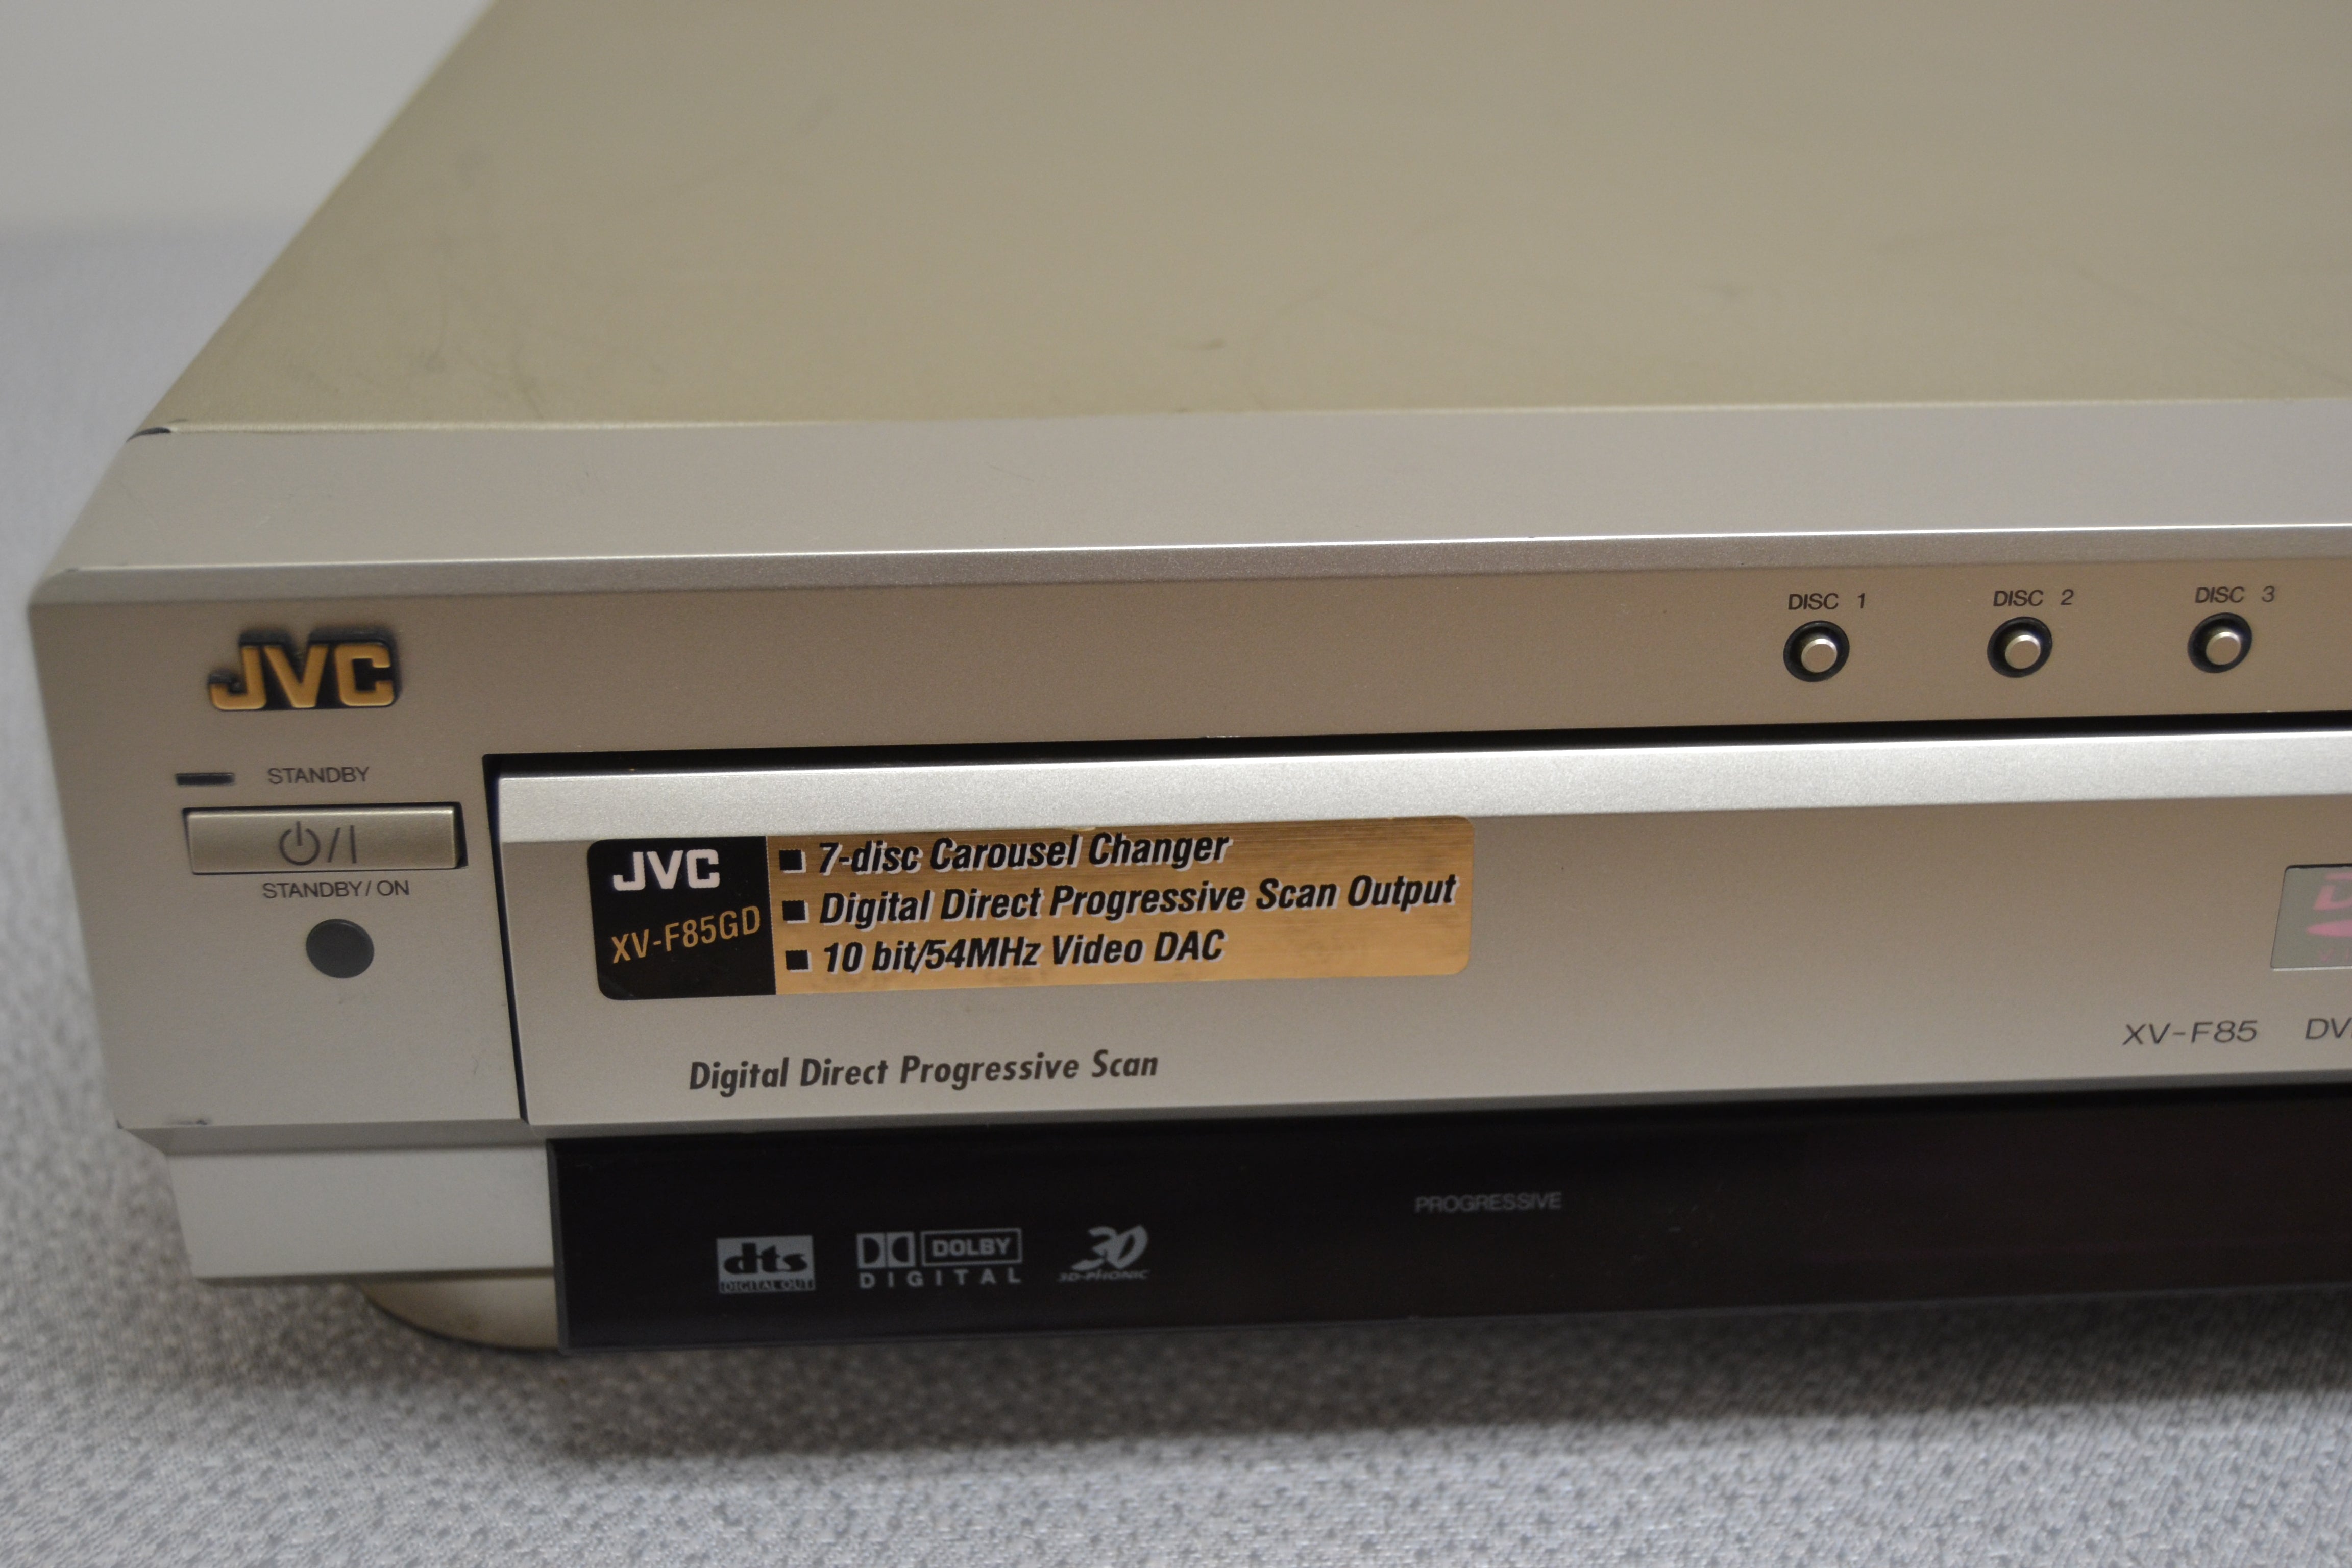 DISC 1 DISC 2 DISC 3
JVC
STANDBY
STANDBY/ON
JVC
XV-F85GD
7-disc Carousel Changer
Digital Direct Progressive Scan Output
10 bit/54MHz Video DAC
XV-F85
Digital Direct Progressive Scan
PROGRESSIVE
dts
DIGITAL OUT
DOLBY
DIGITAL
3D
3D-PHONIC